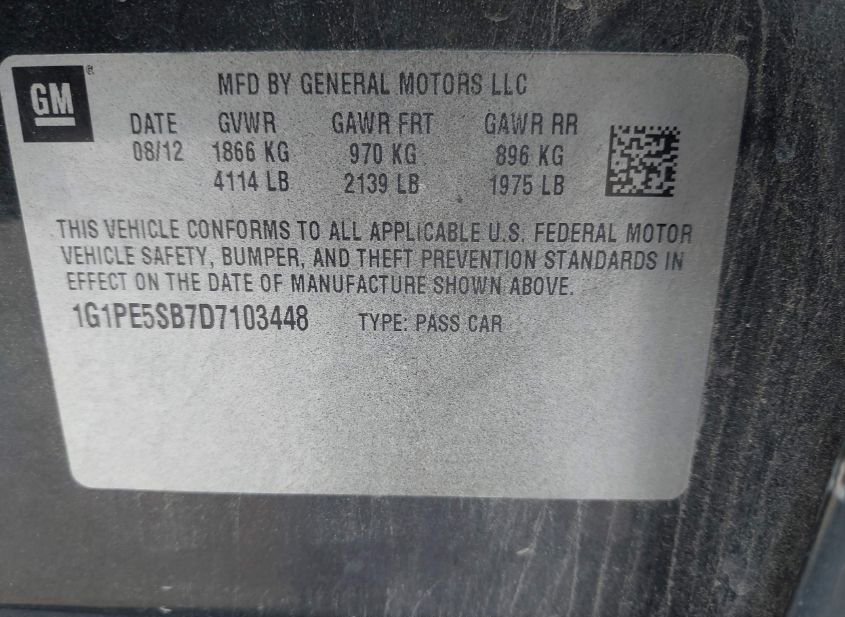 GM®
MFD BY GENERAL MOTORS LLC
DATE GVWR GAWR FRT GAWR RR
08/12 1866 KG 970 KG 896 KG
4114 LB 2139 LB 1975 LB
THIS VEHICLE CONFORMS TO ALL APPLICABLE U.S. FEDERAL MOTOR
VEHICLE SAFETY, BUMPER, AND THEFT PREVENTION STANDARDS IN
EFFECT ON THE DATE OF MANUFACTURE SHOWN ABOVE.
1G1PE5SB7D7103448 TYPE: PASS CAR